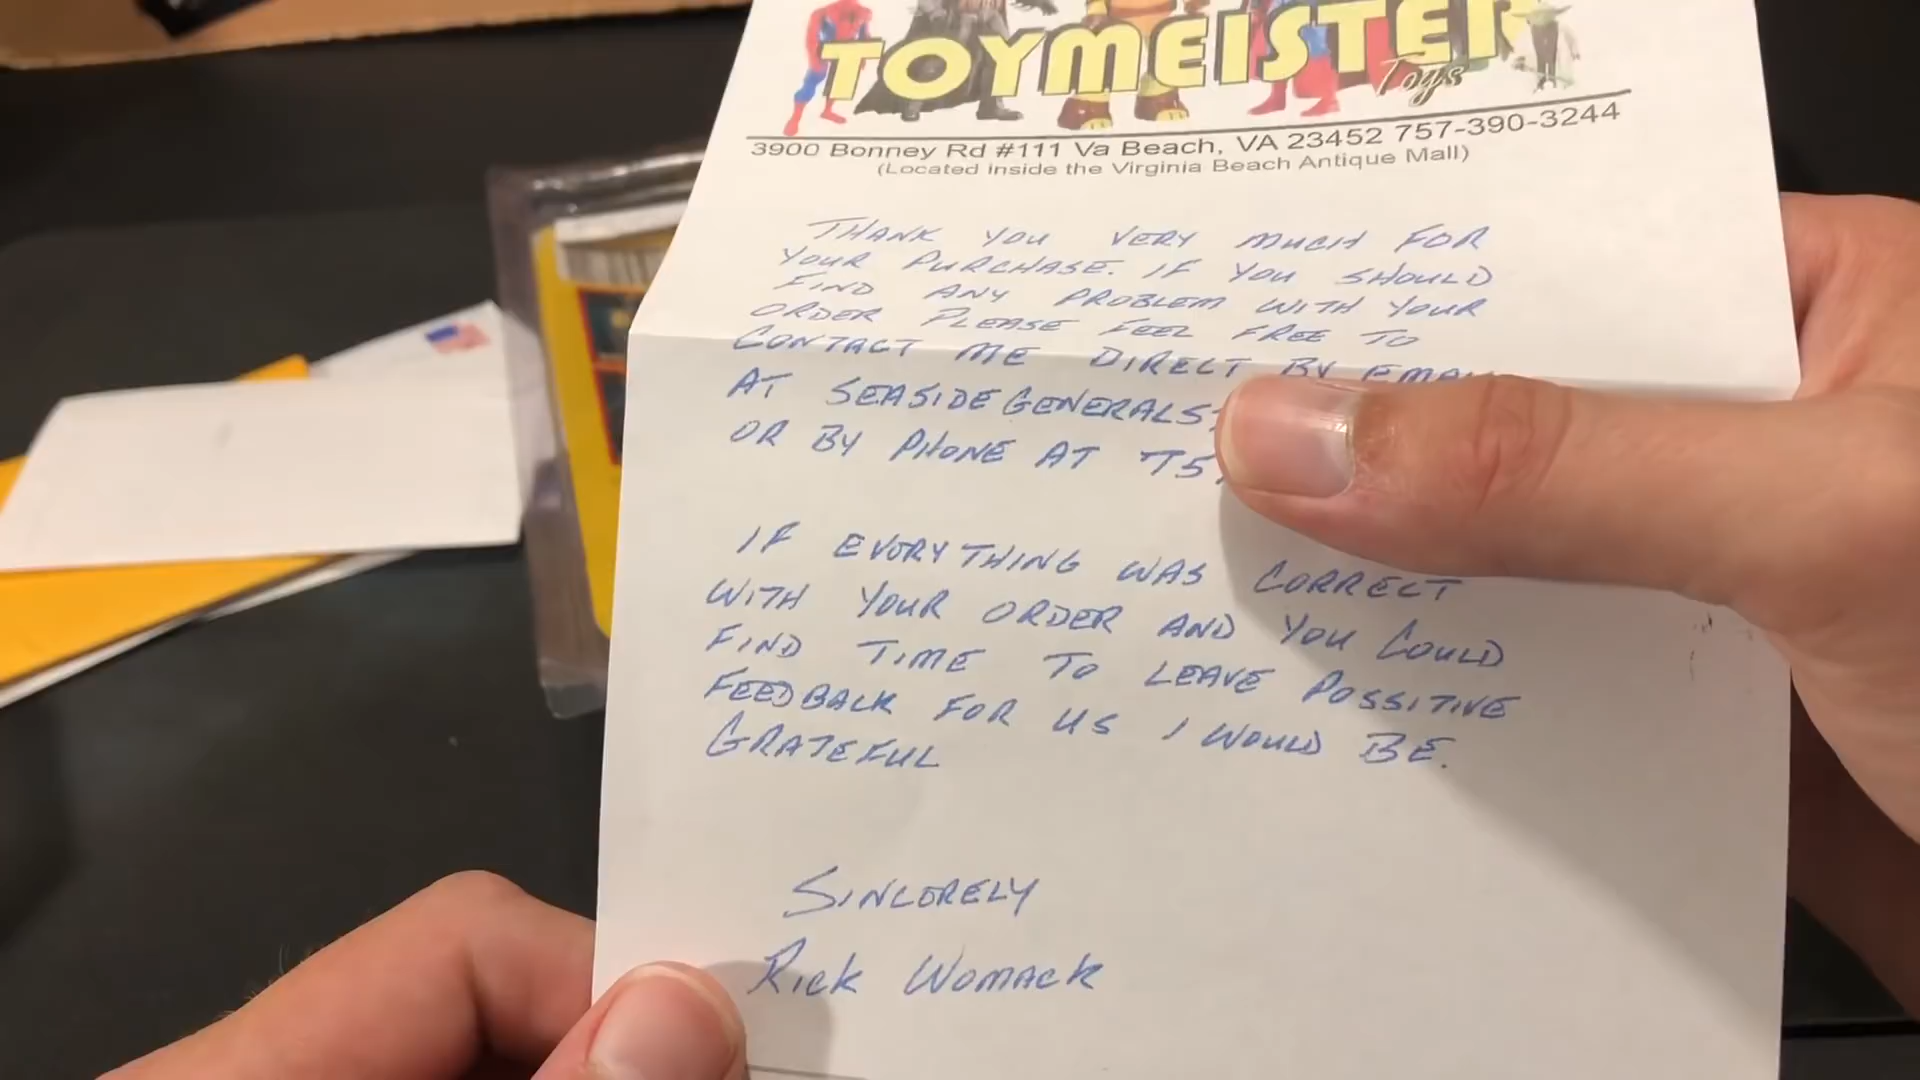 TOYMEISTER
Toys
3900 Bonney Rd #111 Va Beach, VA 23452 757-390-3244
(Located inside the Virginia Beach Antique Mall)
THANK YOU VERY MUCH FOR
YOUR PURCHASE. IF YOU SHOULD
FIND ANY PROBLEM WITH YOUR
ORDER PLEASE FEEL FREE TO
CONTACT ME DIRECT BY
AT SEASIDEGENERALS
OR BY PHONE AT
IF EVORYTHING WAS CORRECT
WITH YOUR ORDER AND YOU COULD
FIND TIME TO LEAVE POSSITIVE
FEEDBACK FOR US I WOULD BE.
GRATEFUL
SINCORELY
RICK WOMACK